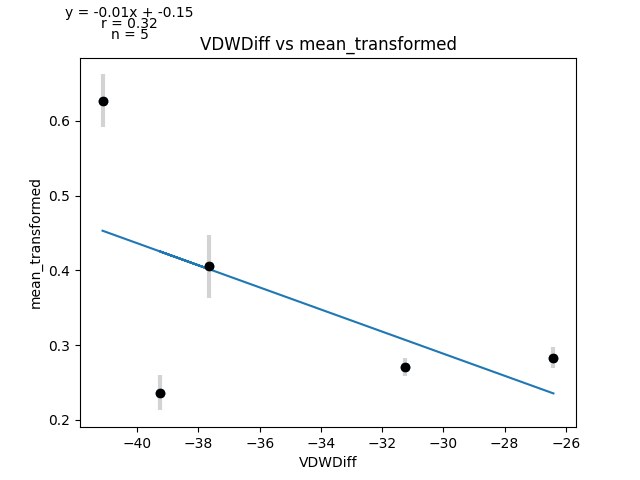 y = -0.01x + -0.15
r = 0.32
n = 5
VDWDiff vs mean_transformed
mean_transformed
0.6
0.5
0.4
0.3
0.2
−40
−38
−36
−34
−32
−30
−28
−26
VDWDiff